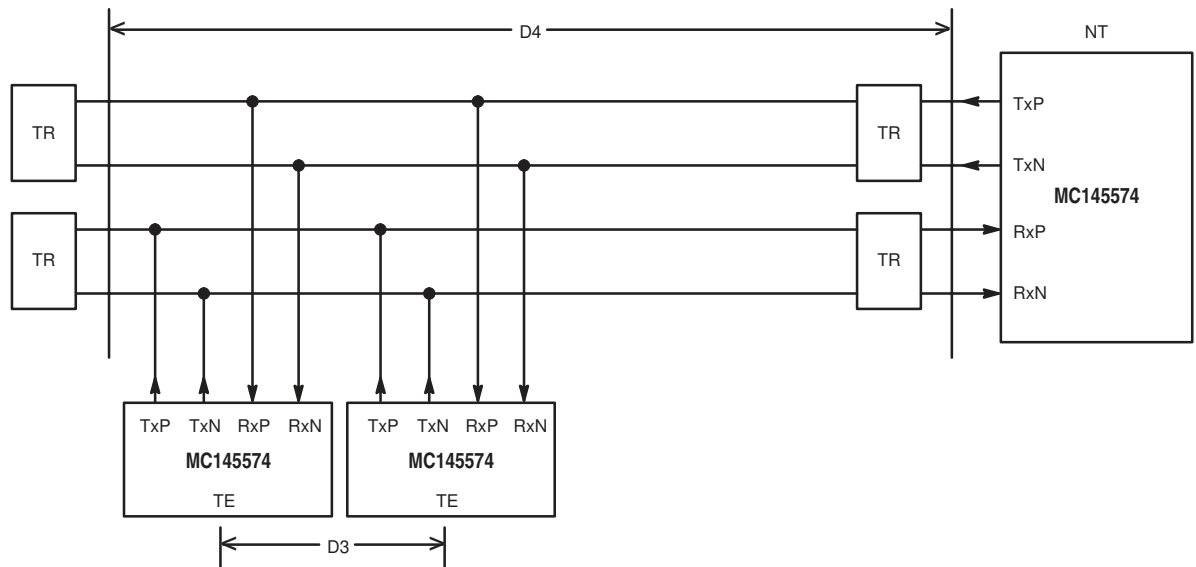 D4
NT
TR
TR
TxP
TxN
MC145574
TR
TR
RxP
RxN
TxP TxN RxP RxN
MC145574
TE
TxP TxN RxP RxN
MC145574
TE
D3